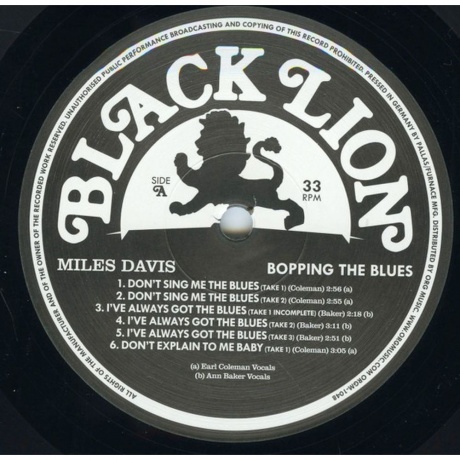 ALL RIGHTS OF THE MANUFACTURER AND OF THE OWNER OF THE RECORDED WORK RESERVED. UNAUTHORISED PUBLIC PERFORMANCE BROADCASTING AND COPYING OF THIS RECORD PROHIBITED. PRESSED IN GERMANY BY PALLAS/FURNACE MFG. DISTRIBUTED BY ORG MUSIC. WWW.ORGMUSIC.COM ORGM-1048
BLACK LION
SIDE
A
33
RPM
MILES DAVIS
BOPPING THE BLUES
1. DON'T SING ME THE BLUES (TAKE 1) (Coleman) 2:56 (a)
2. DON'T SING ME THE BLUES (TAKE 2) (Coleman) 2:55 (a)
3. I'VE ALWAYS GOT THE BLUES (TAKE 1 INCOMPLETE) (Baker) 2:18 (b)
4. I'VE ALWAYS GOT THE BLUES (TAKE 2) (Baker) 3:11 (b)
5. I'VE ALWAYS GOT THE BLUES (TAKE 3) (Baker) 2:51 (b)
6. DON'T EXPLAIN TO ME BABY (TAKE 1) (Coleman) 3:05 (a)
(a) Earl Coleman Vocals
(b) Ann Baker Vocals